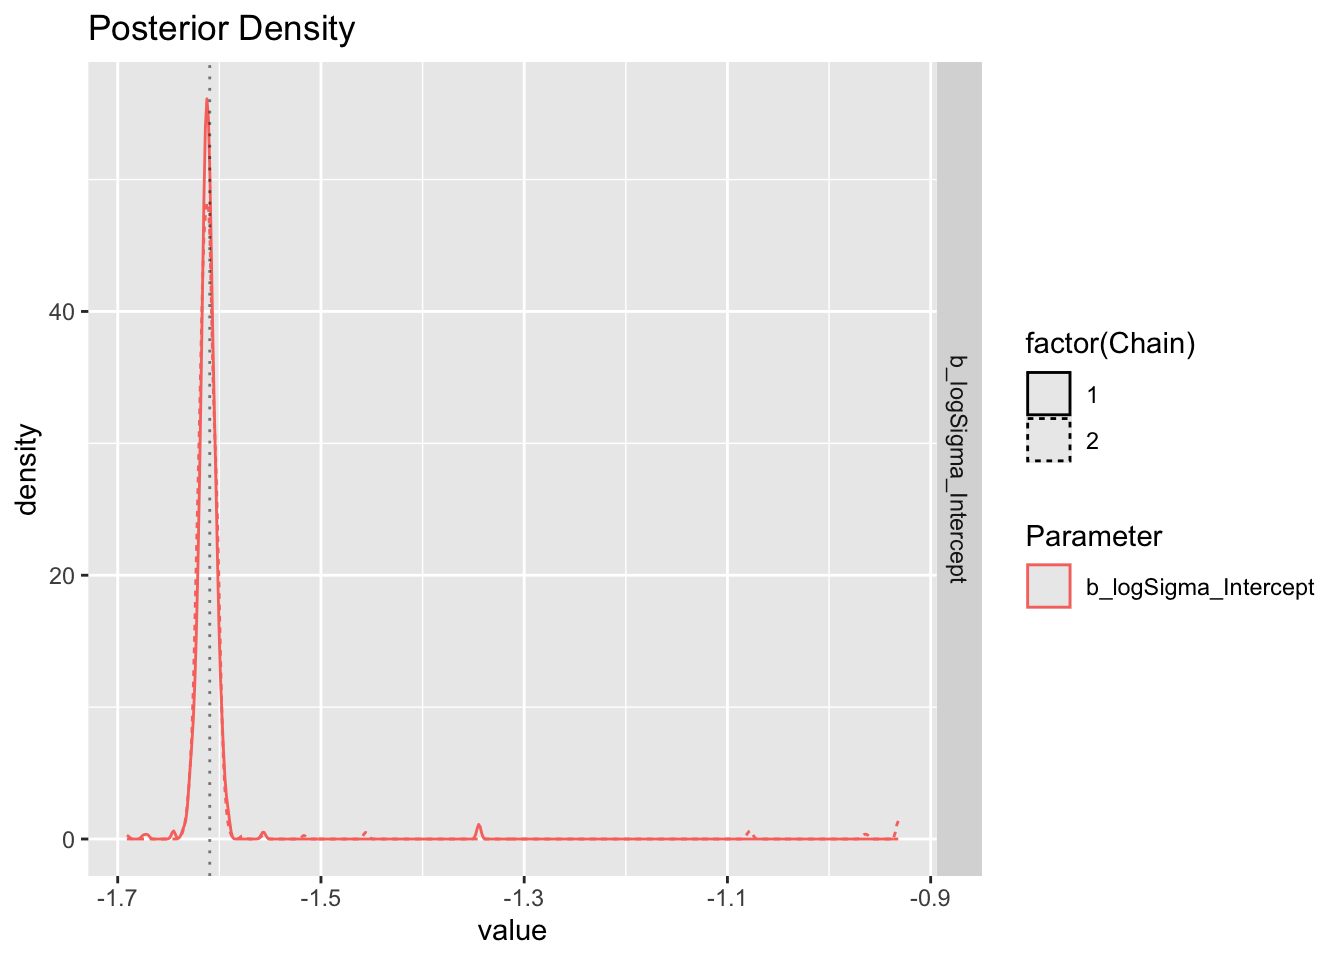 Posterior Density
density
40
20
0
-1.7
-1.5
-1.3
-1.1
-0.9
value
b_logSigma_Intercept
factor(Chain)
1
2
Parameter
b_logSigma_Intercept